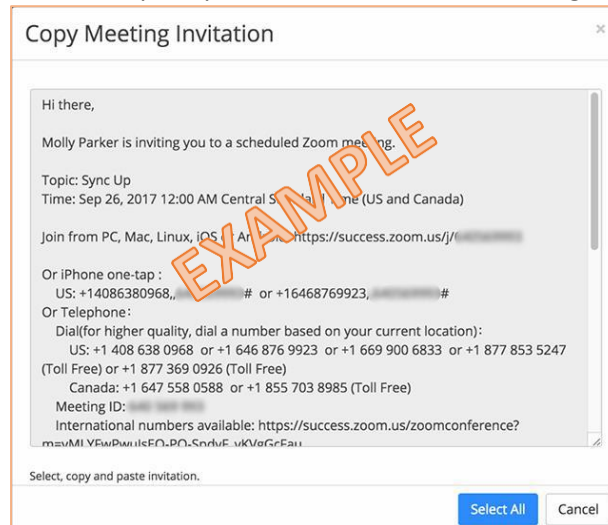 Copy Meeting Invitation
×
Hi there,
Molly Parker is inviting you to a scheduled Zoom meeting.
Topic: Sync Up
Time: Sep 26, 2017 12:00 AM Central Time (US and Canada)
Join from PC, Mac, Linux, iOS https://success.zoom.us/j/
EXAMPLE
Or iPhone one-tap :
US: +14086380968,, # or +16468769923, #
Or Telephone:
Dial(for higher quality, dial a number based on your current location):
US: +1 408 638 0968 or +1 646 876 9923 or +1 669 900 6833 or +1 877 853 5247
(Toll Free) or +1 877 369 0926 (Toll Free)
Canada: +1 647 558 0588 or +1 855 703 8985 (Toll Free)
Meeting ID:
International numbers available: https://success.zoom.us/zoomconference?
Select, copy and paste invitation.
Select All
Cancel